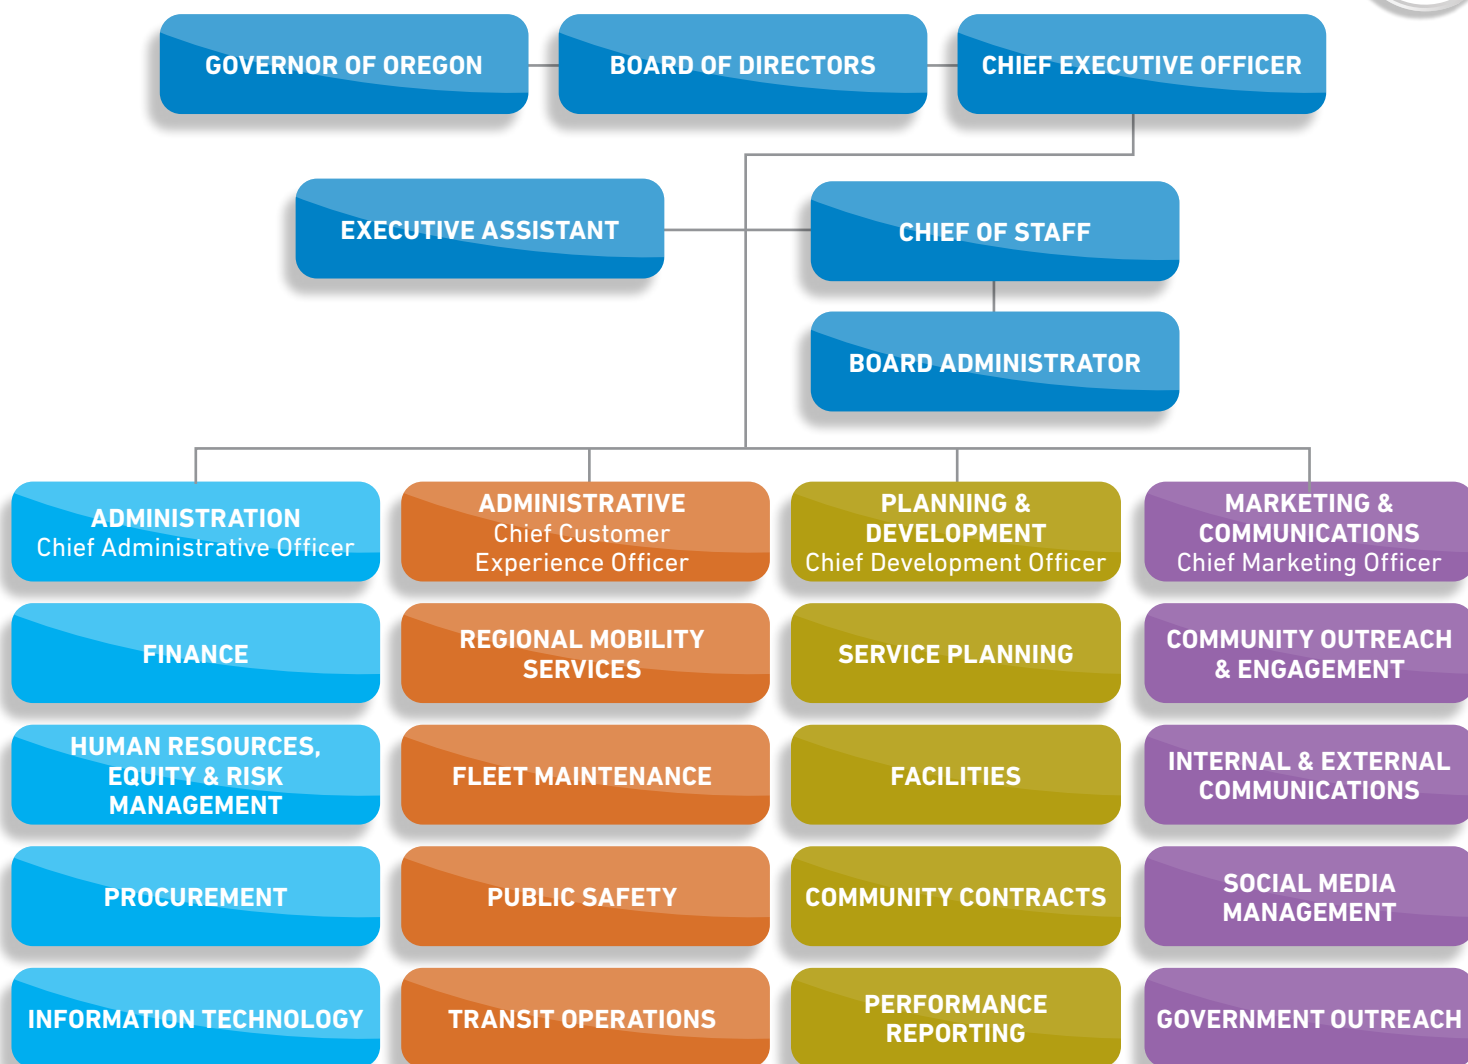 GOVERNOR OF OREGON
BOARD OF DIRECTORS
CHIEF EXECUTIVE OFFICER
EXECUTIVE ASSISTANT
CHIEF OF STAFF
BOARD ADMINISTRATOR
ADMINISTRATION
Chief Administrative Officer
FINANCE
HUMAN RESOURCES,
EQUITY & RISK
MANAGEMENT
PROCUREMENT
INFORMATION TECHNOLOGY
ADMINISTRATIVE
Chief Customer
Experience Officer
REGIONAL MOBILITY
SERVICES
FLEET MAINTENANCE
PUBLIC SAFETY
TRANSIT OPERATIONS
PLANNING &
DEVELOPMENT
Chief Development Officer
SERVICE PLANNING
FACILITIES
COMMUNITY CONTRACTS
PERFORMANCE
REPORTING
MARKETING &
COMMUNICATIONS
Chief Marketing Officer
COMMUNITY OUTREACH
& ENGAGEMENT
INTERNAL & EXTERNAL
COMMUNICATIONS
SOCIAL MEDIA
MANAGEMENT
GOVERNMENT OUTREACH